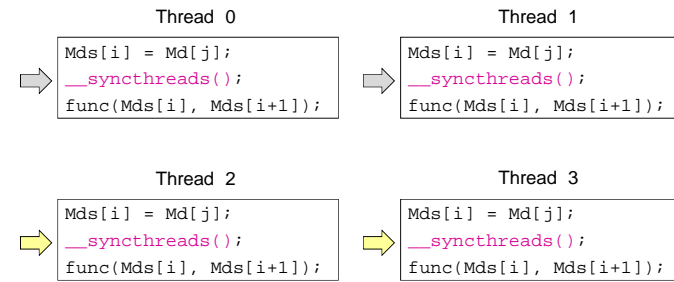 Thread 0
Mds[i] = Md[j];
__syncthreads();
func(Mds[i], Mds[i+1]);
Thread 1
Mds[i] = Md[j];
__syncthreads();
func(Mds[i], Mds[i+1]);
Thread 2
Mds[i] = Md[j];
__syncthreads();
func(Mds[i], Mds[i+1]);
Thread 3
Mds[i] = Md[j];
__syncthreads();
func(Mds[i], Mds[i+1]);